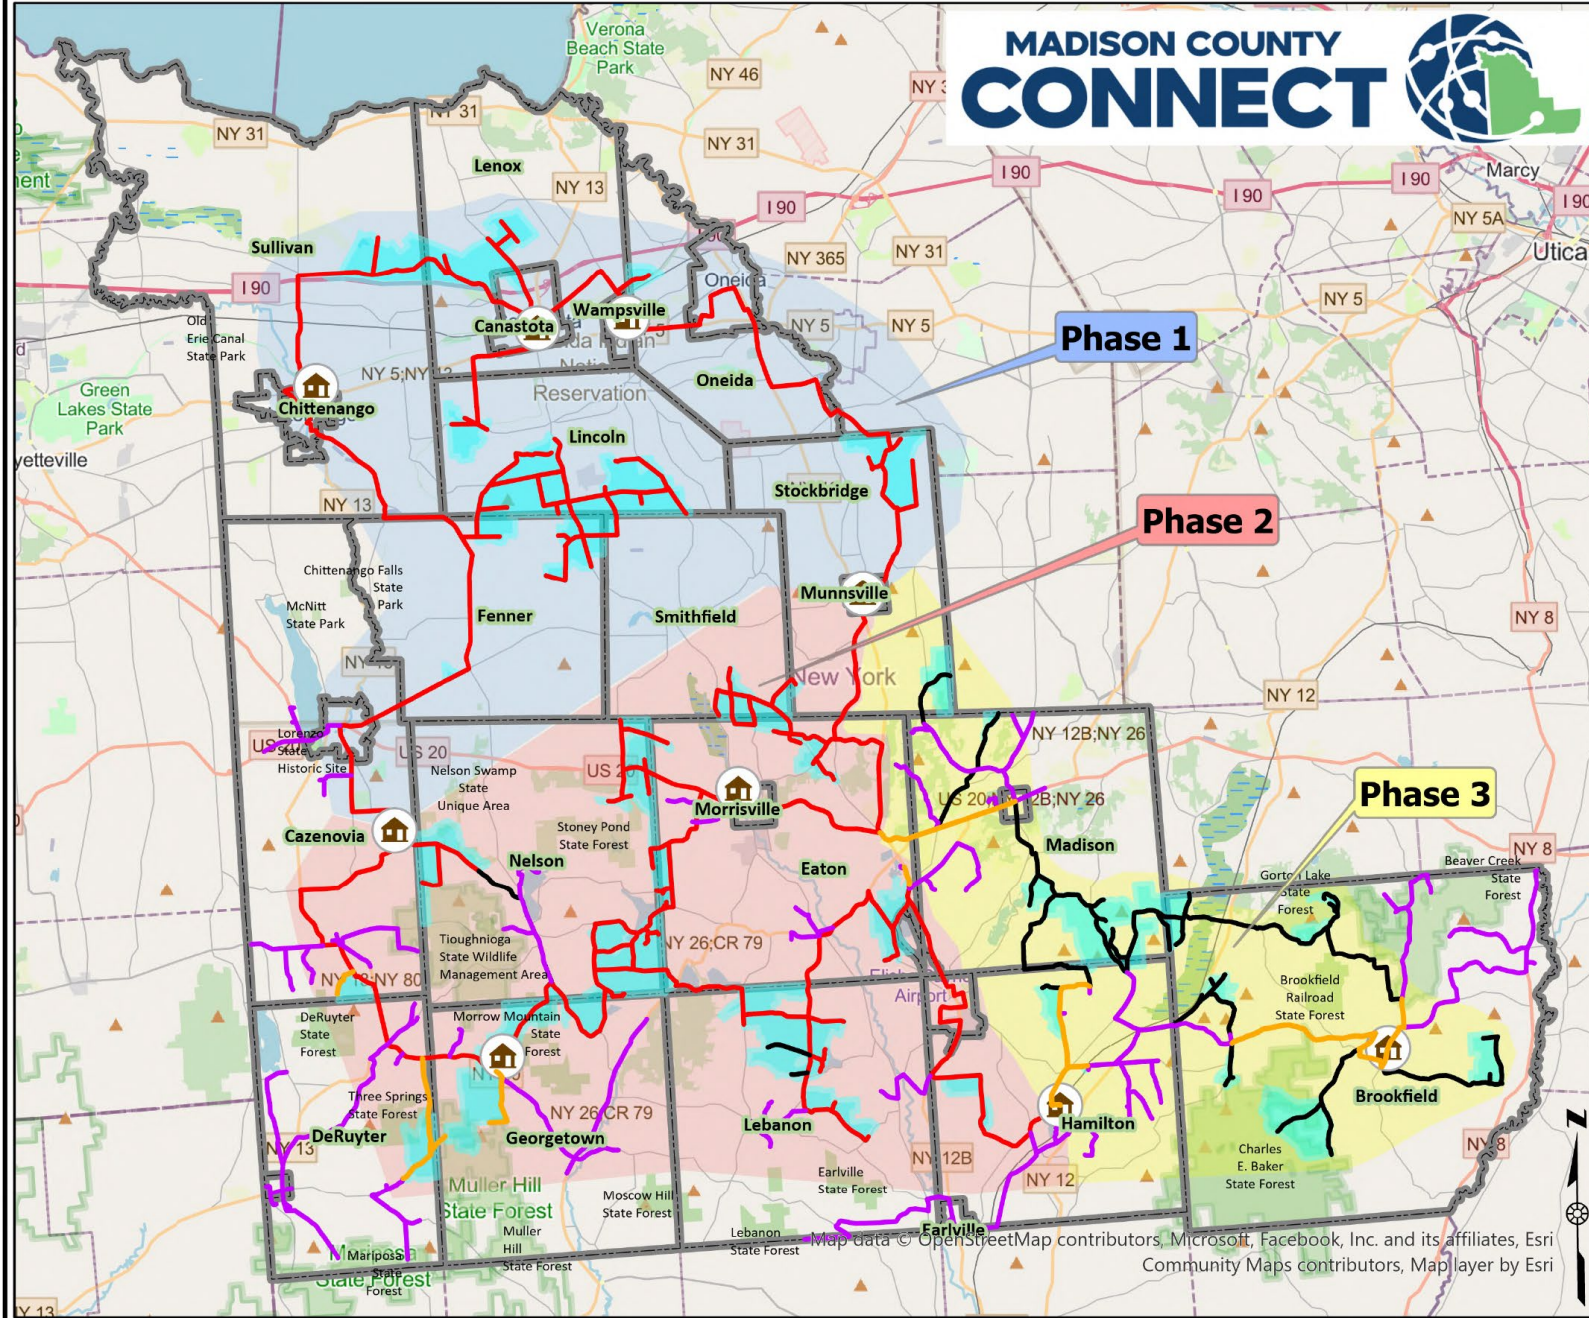 MADISON COUNTY
CONNECT
Verona
Beach State
Park
NY 46
NY 31
NY 31
NY 31
Lenox
NY 13
I 90
I 90
I 90
I 90
I 90
Marcy
NY 5A
Utica
Sullivan
I 90
NY 365
NY 31
Oneida
NY 5
NY 5
NY 5
Old
Erie Canal
State Park
Canastota
Wampsville
Phase 1
Green
Lakes State
Park
Chittenango
Reservation
Oneida
Lincoln
Stockbridge
NY 13
Phase 2
Chittenango Falls
State
Park
McNitt
State Park
Fenner
Smithfield
Munnsville
NY 8
New York
NY 12
Lorenzo
State
Historic Site
US 20
Nelson Swamp
State
Unique Area
US 20
NY 12B;NY 26
Phase 3
Morrisville
Cazenovia
Stoney Pond
State Forest
Nelson
Eaton
Madison
NY 8
Beaver Creek
State
Forest
Gorton Lake
State
Forest
Tioughnioga
State Wildlife
Management Area
NY 26;CR 79
Airport
Brookfield
Railroad
State Forest
DeRuyter
State
Forest
Morrow Mountain
State
Forest
Three Springs
State Forest
NY 26 CR 79
DeRuyter
Georgetown
Lebanon
Hamilton
Brookfield
NY 13
NY 8
Charles
E. Baker
State Forest
NY 12B
NY 12
Earlville
State Forest
Muller Hill
State Forest
Moscow Hill
State Forest
Muller
Hill
State Forest
Lebanon
State Forest
Earlville
Mariposa
State
Forest
Mariposa
State Forest
Map data © OpenStreetMap contributors, Microsoft, Facebook, Inc. and its affiliates, Esri
Community Maps contributors, Map layer by Esri